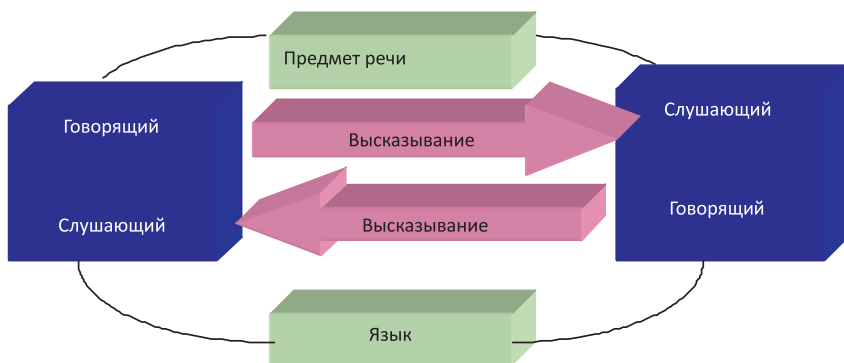 Предмет речи
Говорящий
Высказывание
Слушающий
Слушающий
Высказывание
Говорящий
Язык